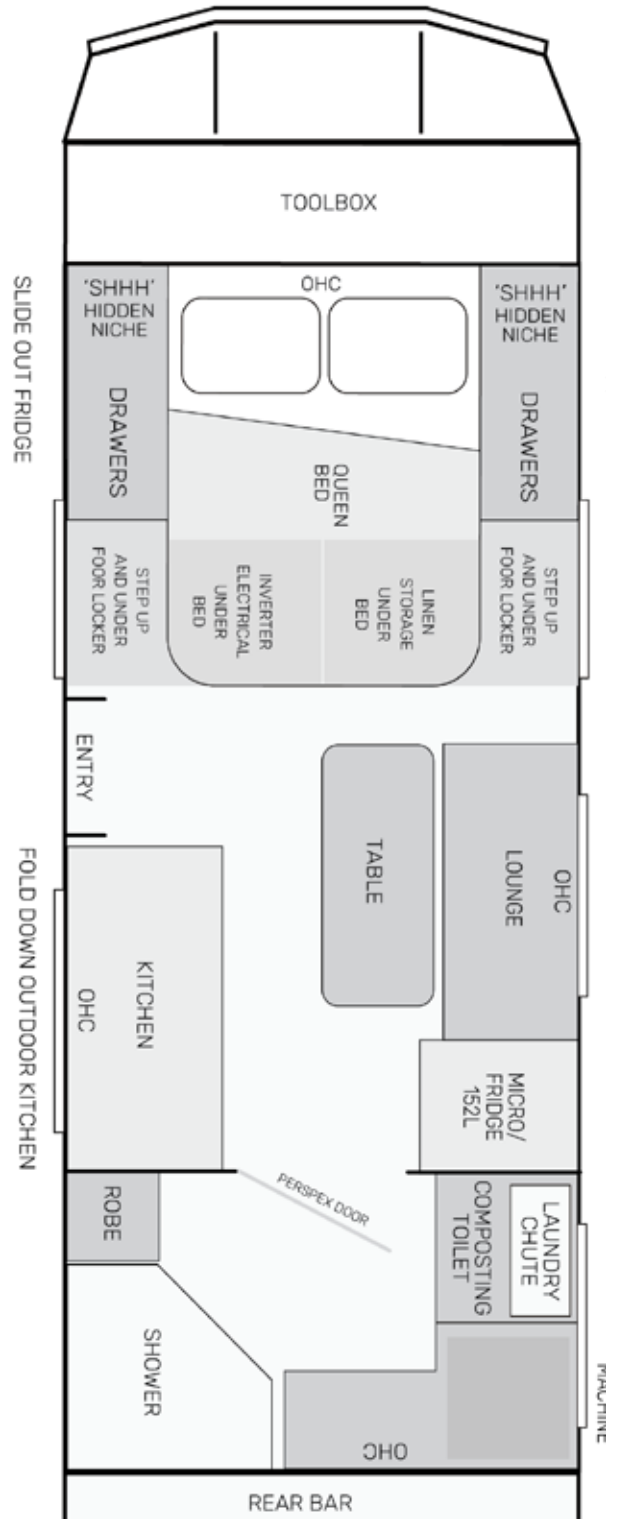 TOOLBOX
OHC
'SHHH'
HIDDEN
NICHE
'SHHH'
HIDDEN
NICHE
SLIDE OUT FRIDGE
DRAWERS
DRAWERS
QUEEN
BED
STEP UP
AND UNDER
FOOR LOCKER
INVERTER
ELECTRICAL
UNDER
BED
LINEN
STORAGE
UNDER
BED
STEP UP
AND UNDER
FOOR LOCKER
ENTRY
TABLE
LOUNGE
OHC
FOLD DOWN OUTDOOR KITCHEN
KITCHEN
OHC
MICRO/
FRIDGE
152L
PERSPEX DOOR
ROBE
COMPOSTING
TOILET
LAUNDRY
CHUTE
SHOWER
MACHINE
OHC
REAR BAR